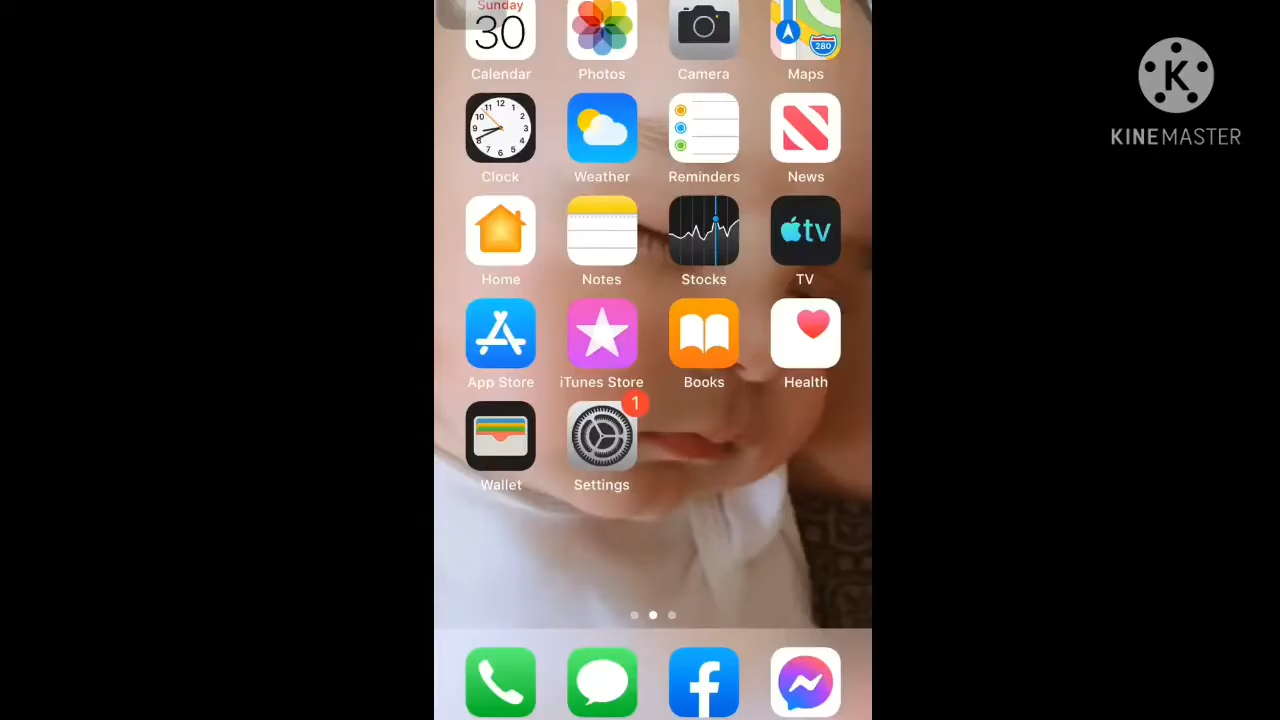 Sunday
30
Calendar
Photos
Camera
280
Maps
Clock
Weather
Reminders
News
Home
Notes
Stocks
tv
TV
App Store
iTunes Store
Books
Health
1
Wallet
Settings
K
KINEMASTER